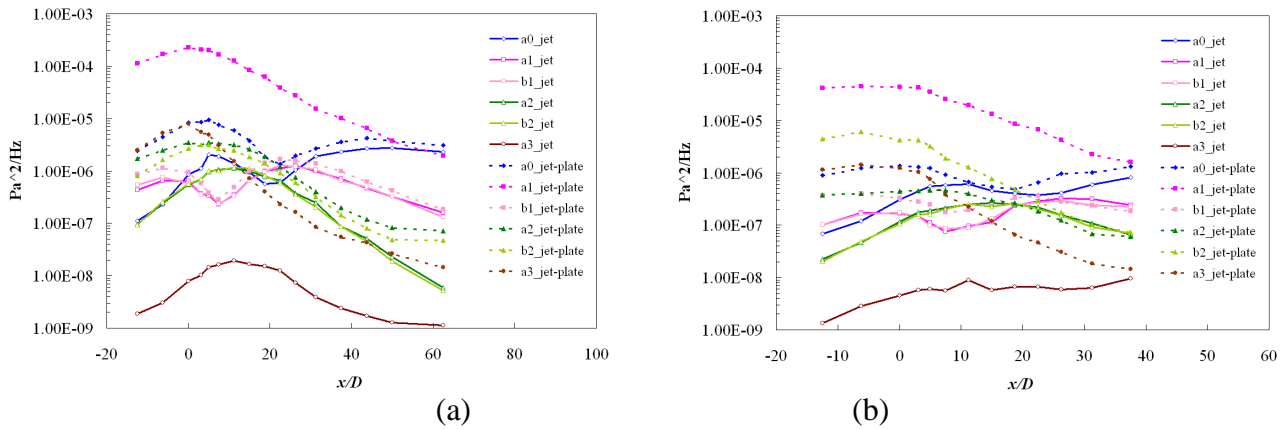 1.00E-03
1.00E-04
1.00E-05
1.00E-06
1.00E-07
1.00E-08
1.00E-09
Pa^2/Hz
-20 0 20 40 60 80 100
x/D
a0_jet
a1_jet
b1_jet
a2_jet
b2_jet
a3_jet
a0_jet-plate
a1_jet-plate
b1_jet-plate
a2_jet-plate
b2_jet-plate
a3_jet-plate
(a)
1.00E-03
1.00E-04
1.00E-05
1.00E-06
1.00E-07
1.00E-08
1.00E-09
Pa^2/Hz
-20 -10 0 10 20 30 40 50 60
x/D
a0_jet
a1_jet
b1_jet
a2_jet
b2_jet
a3_jet
a0_jet-plate
a1_jet-plate
b1_jet-plate
a2_jet-plate
b2_jet-plate
a3_jet-plate
(b)